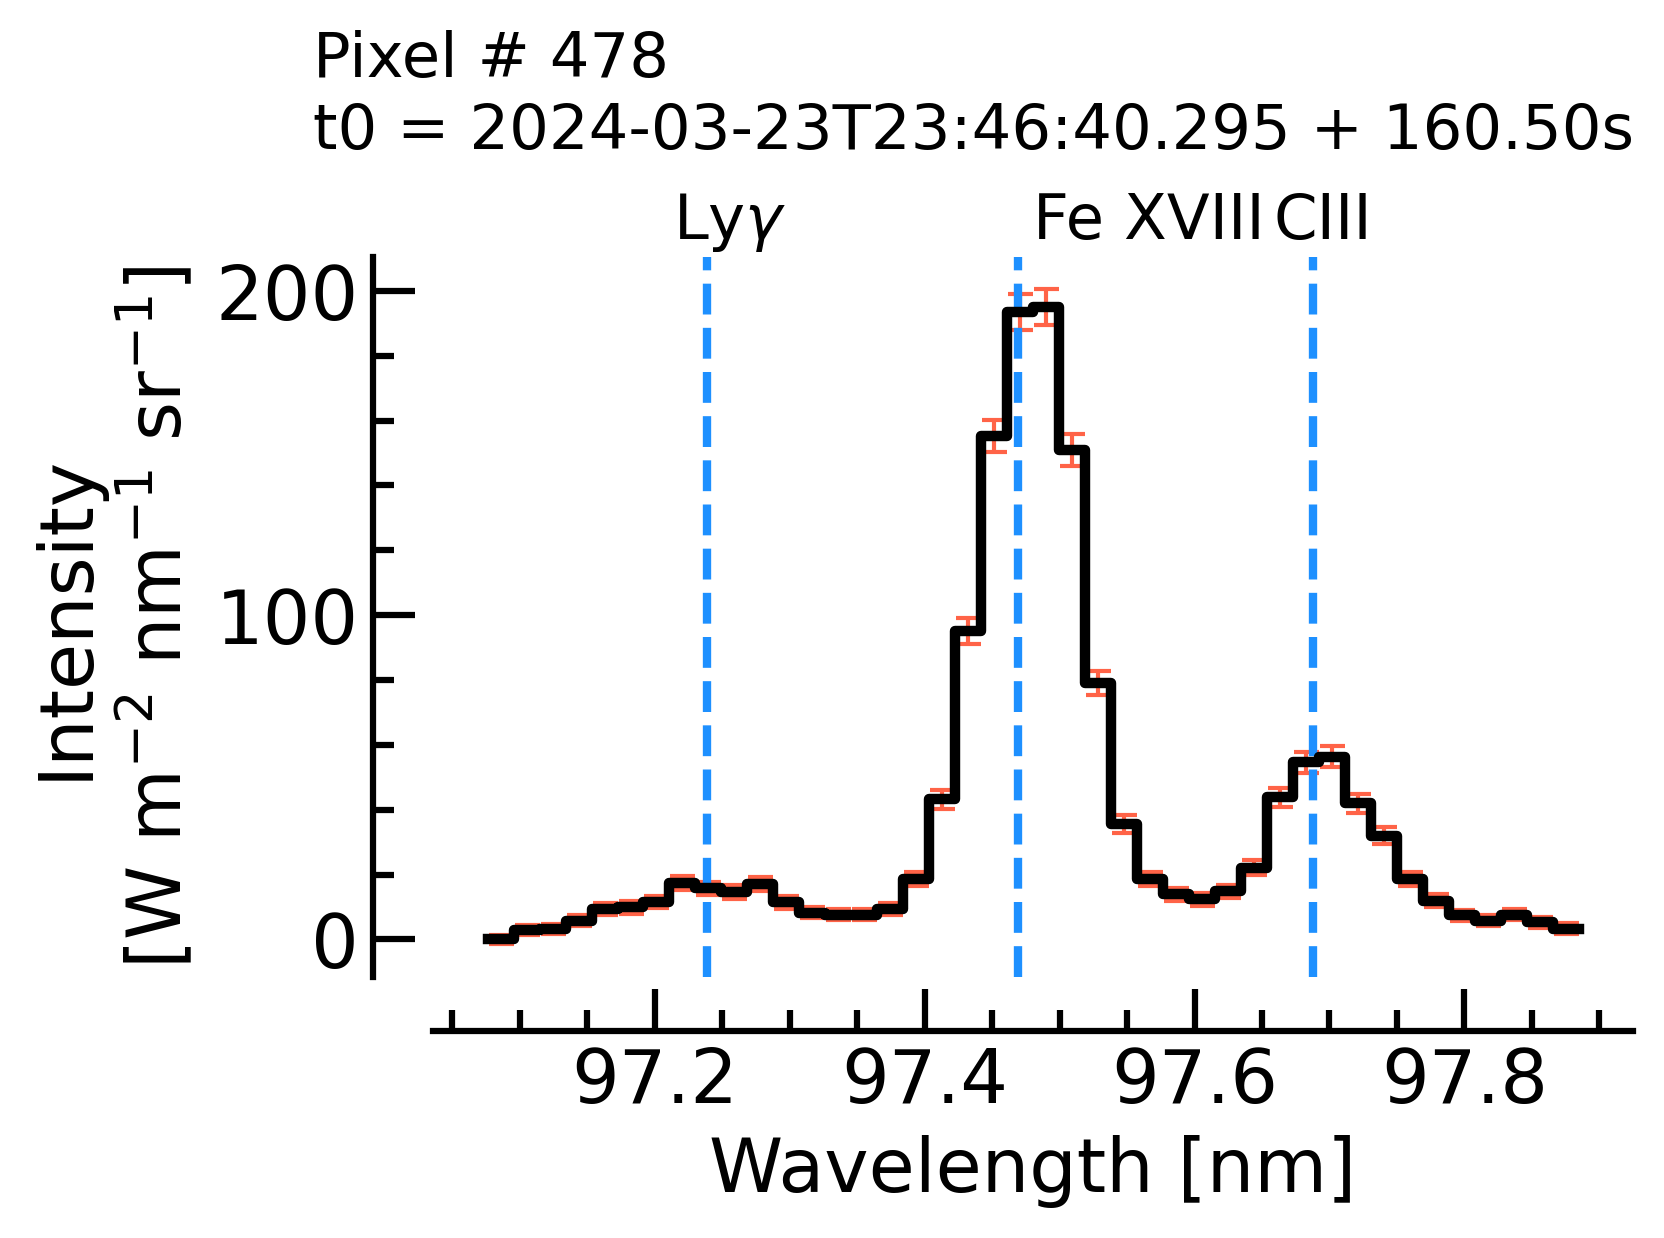 Pixel # 478
t0 = 2024-03-23T23:46:40.295 + 160.50s
Lyγ Fe XVIII CIII
Intensity
[W m⁻² nm⁻¹ sr⁻¹]
200
100
0
97.2 97.4 97.6 97.8
Wavelength [nm]